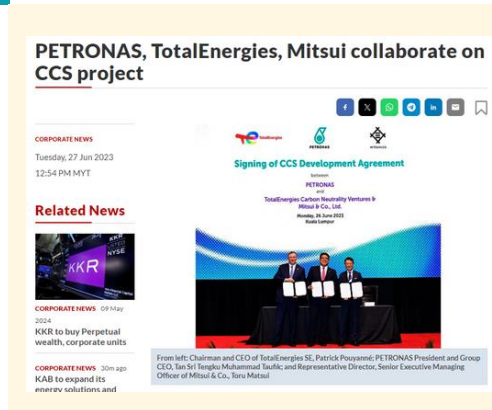 PETRONAS, TotalEnergies, Mitsui collaborate on
CCS project
CORPORATE NEWS
Tuesday, 27 Jun 2023
12:54 PM MYT
TotalEnergies
PETRONAS
Signing of CCS Development Agreement
between
PETRONAS
and
TotalEnergies Carbon Neutrality Ventures &
Mitsui & Co., Ltd.
Monday, 26 June 2023
Kuala Lumpur
From left: Chairman and CEO of TotalEnergies SE, Patrick Pouyanné; PETRONAS President and Group
CEO, Tan Sri Tengku Muhammad Taufik; and Representative Director, Senior Executive Managing
Officer of Mitsui & Co., Toru Matsui
Related News
KKR
NYSE
CORPORATE NEWS 09 May
2024
KKR to buy Perpetual
wealth, corporate units
CORPORATE NEWS 30m ago
KAB to expand its
energy solutions and